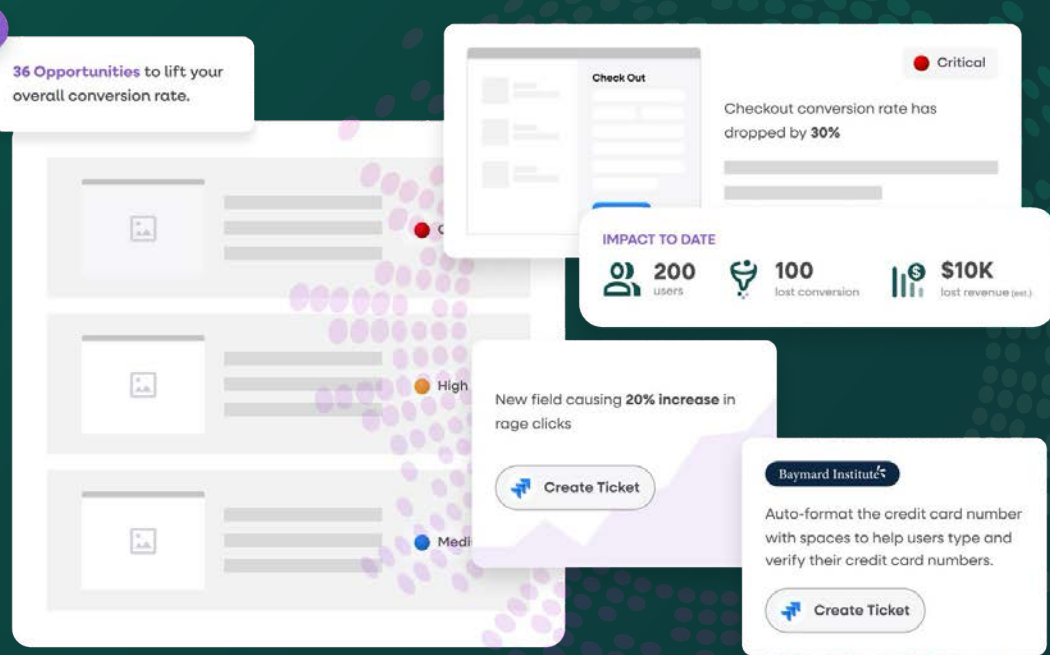 36 Opportunities to lift your
overall conversion rate.
Check Out
Critical
Checkout conversion rate has
dropped by 30%
IMPACT TO DATE
200
users
100
lost conversion
$10K
lost revenue (est.)
High
New field causing 20% increase in
rage clicks
Create Ticket
Medi
Baymard Institute
Auto-format the credit card number
with spaces to help users type and
verify their credit card numbers.
Create Ticket